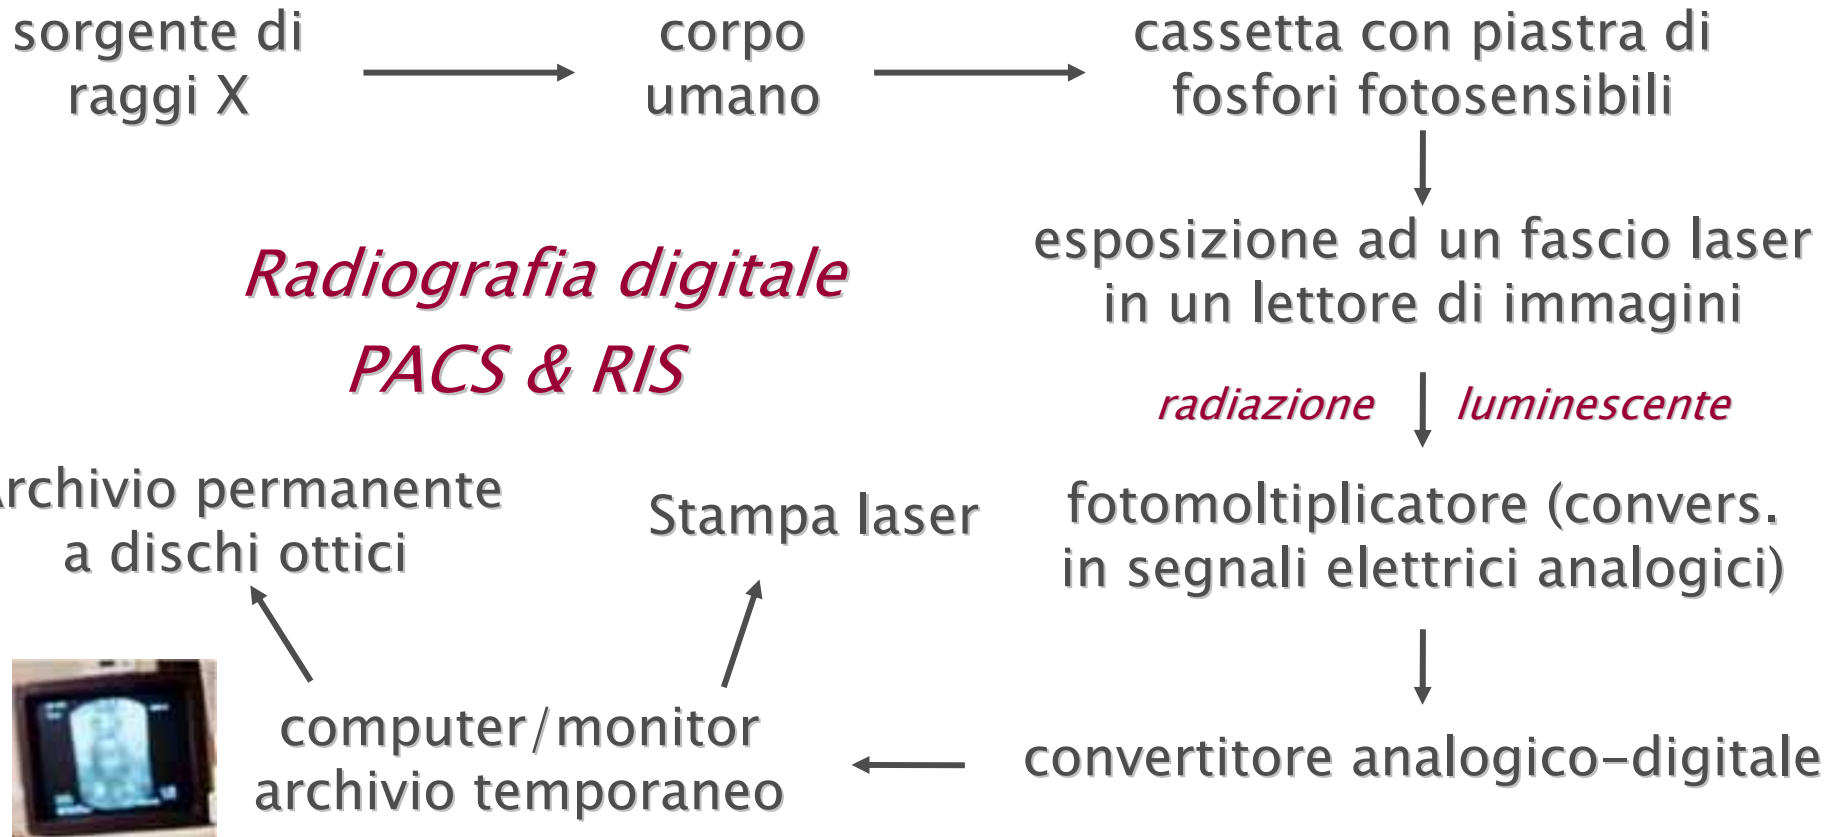 sorgente di
raggi X
corpo
umano
cassetta con piastra di
fosfori fotosensibili
esposizione ad un fascio laser
in un lettore di immagini
Radiografia digitale
PACS & RIS
radiazione luminescente
fotomoltiplicatore (convers.
in segnali elettrici analogici)
convertitore analogico-digitale
computer/monitor
archivio temporaneo
Stampa laser
Archivio permanente
a dischi ottici